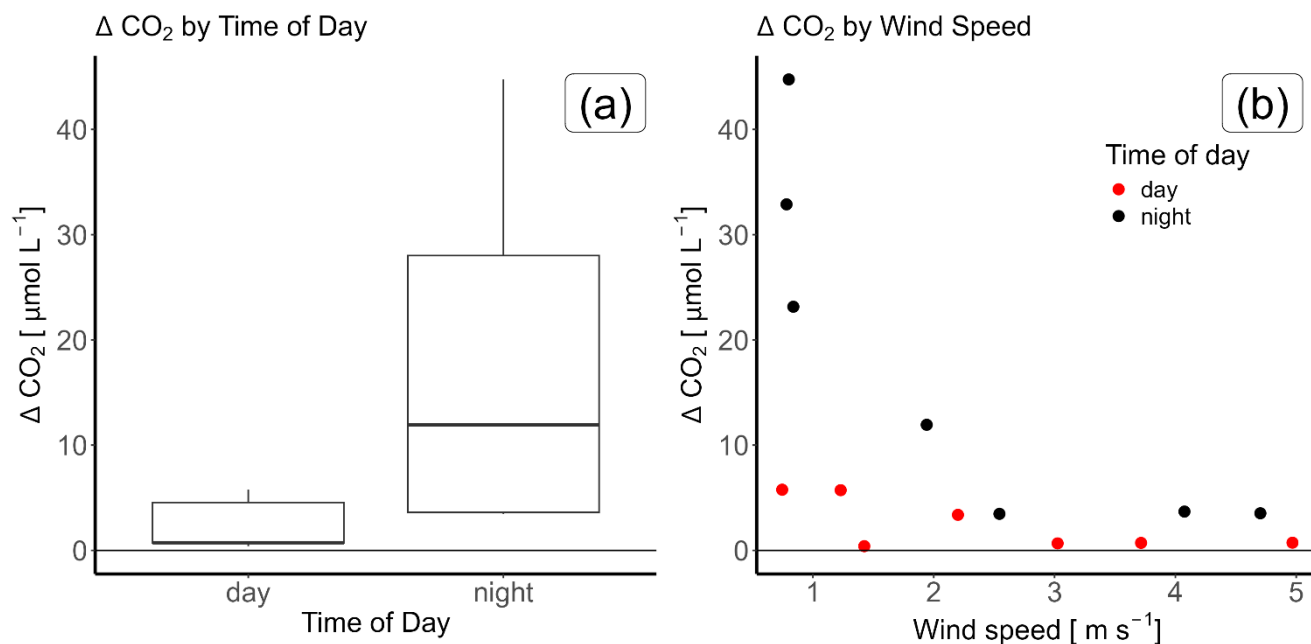 Δ CO₂ by Time of Day
(a)
40
30
20
10
0
Δ CO₂ [ µmol L⁻¹]
day
night
Time of Day
Δ CO₂ by Wind Speed
(b)
Time of day
day
night
40
30
20
10
0
Δ CO₂ [ µmol L⁻¹]
1 2 3 4 5
Wind speed [ m s⁻¹]